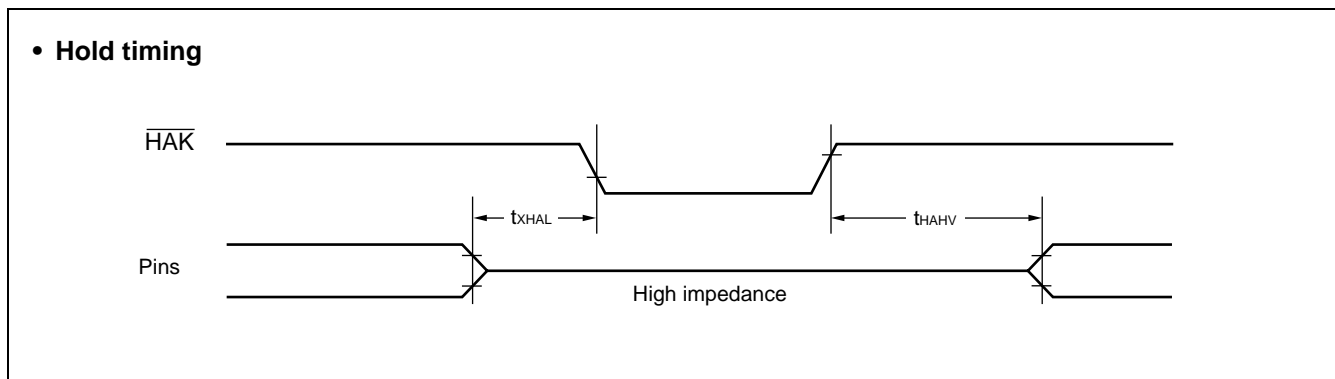 • Hold timing
HAK
tXHAL
tHAHV
Pins
High impedance